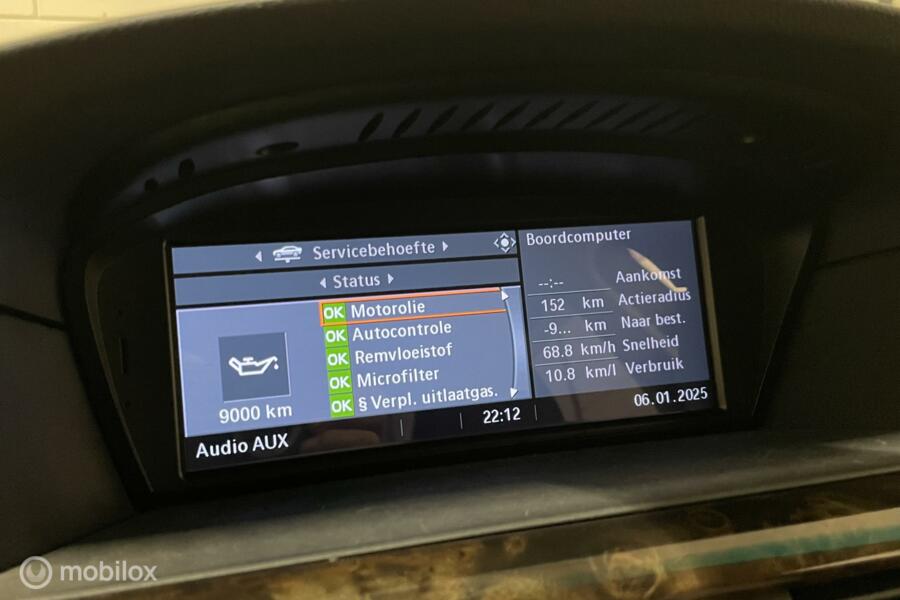 Servicebehoefte
Status
OK Motorolie
OK Autocontrole
OK Remvloeistof
OK Microfilter
OK § Verpl. uitlaatgas.
9000 km
Audio AUX
22:12
Boordcomputer
--:-- Aankomst
152 km Actieradius
-9... km Naar best.
68.8 km/h Snelheid
10.8 km/l Verbruik
06.01.2025
mobilox